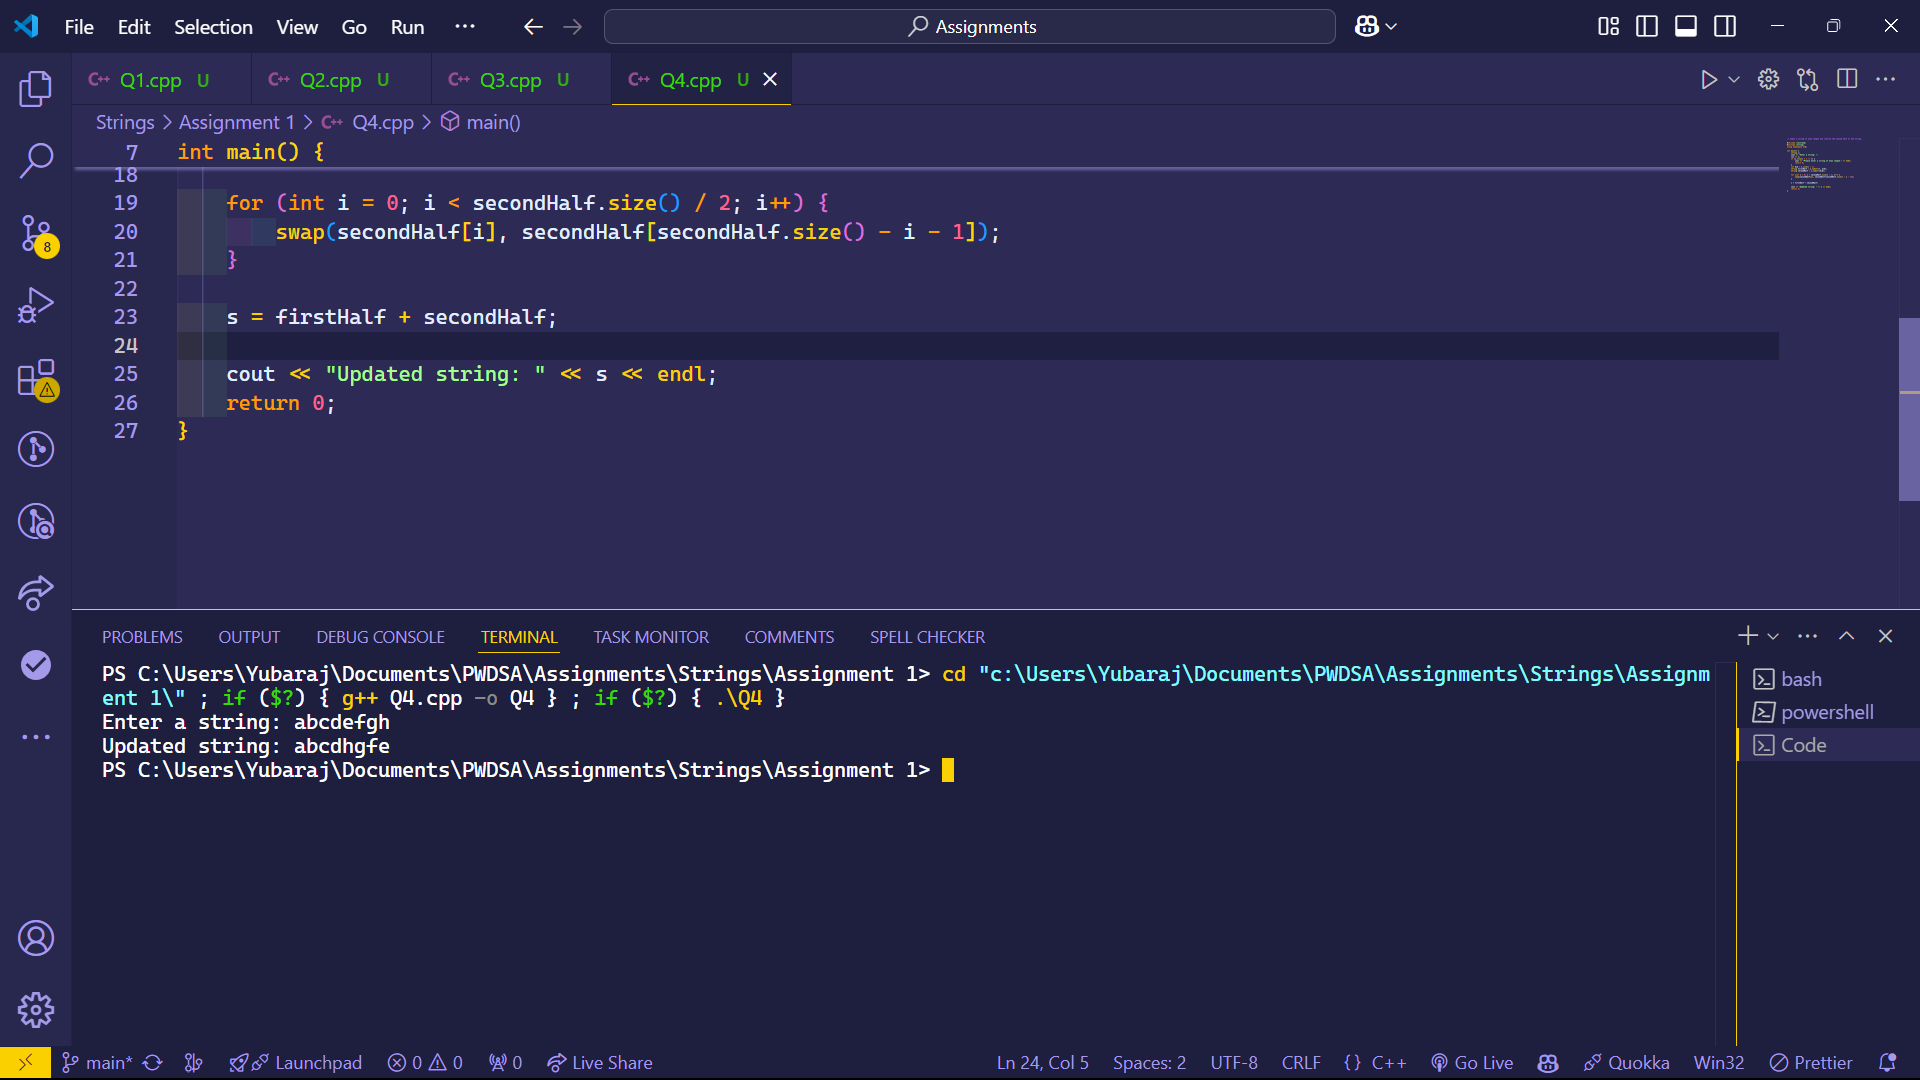 File Edit Selection View Go Run ··· Assignments
C++ Q1.cpp U C++ Q2.cpp U C++ Q3.cpp U C++ Q4.cpp U
Strings > Assignment 1 > C++ Q4.cpp > main()
7 int main() {
18
19 for (int i = 0; i < secondHalf.size() / 2; i++) {
20 swap(secondHalf[i], secondHalf[secondHalf.size() - i - 1]);
21 }
22
23 s = firstHalf + secondHalf;
24
25 cout << "Updated string: " << s << endl;
26 return 0;
27 }
8
PROBLEMS OUTPUT DEBUG CONSOLE TERMINAL TASK MONITOR COMMENTS SPELL CHECKER
PS C:\Users\Yubaraj\Documents\PWDSA\Assignments\Strings\Assignment 1> cd "c:\Users\Yubaraj\Documents\PWDSA\Assignments\Strings\Assignm
ent 1\" ; if ($?) { g++ Q4.cpp -o Q4 } ; if ($?) { .\Q4 }
Enter a string: abcdefgh
Updated string: abcdhgfe
PS C:\Users\Yubaraj\Documents\PWDSA\Assignments\Strings\Assignment 1>
bash
powershell
Code
main* Launchpad 0 0 0 Live Share Ln 24, Col 5 Spaces: 2 UTF-8 CRLF {} C++ Go Live Quokka Win32 Prettier